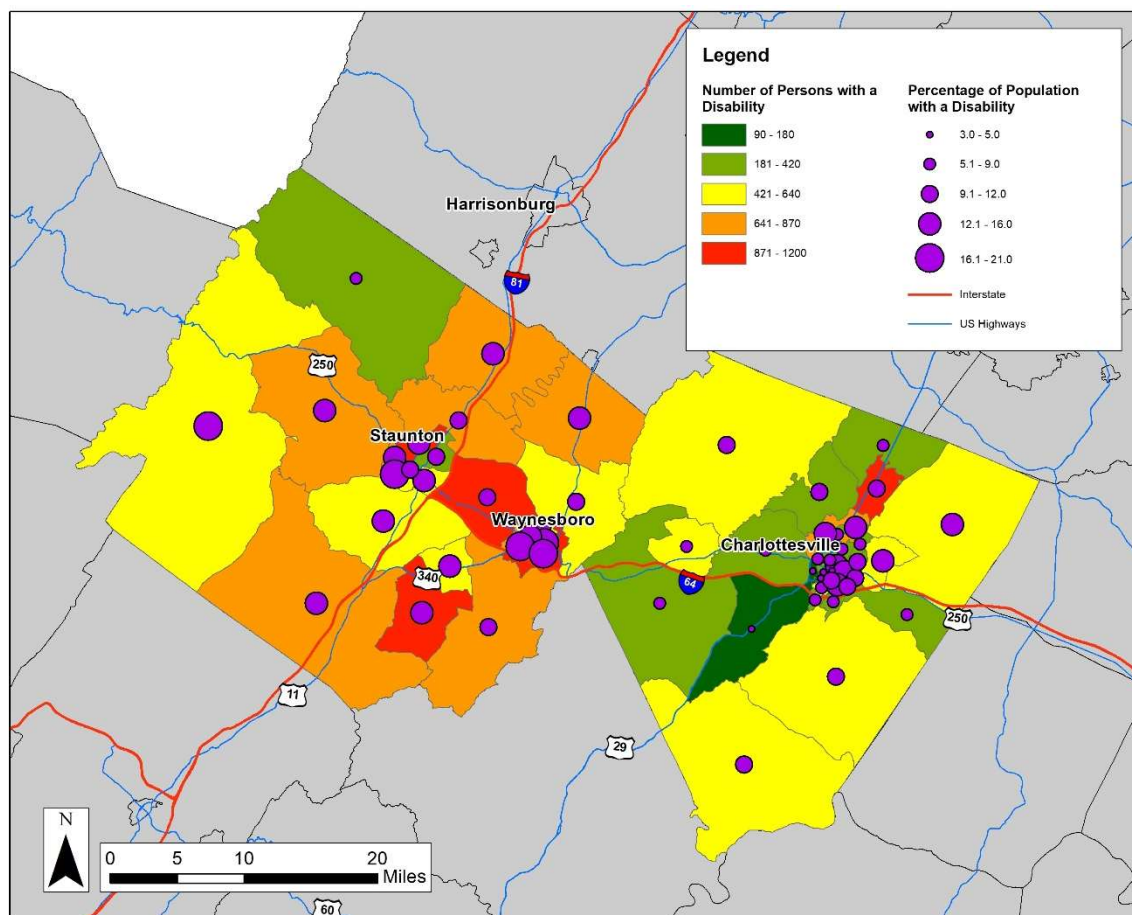 Legend
Number of Persons with a
Disability
90 - 180
181 - 420
421 - 640
641 - 870
871 - 1200
Percentage of Population
with a Disability
3.0 - 5.0
5.1 - 9.0
9.1 - 12.0
12.1 - 16.0
16.1 - 21.0
Interstate
US Highways
Harrisonburg
81
250
Staunton
Waynesboro
Charlottesville
340
64
250
11
29
60
N
0 5 10 20
Miles